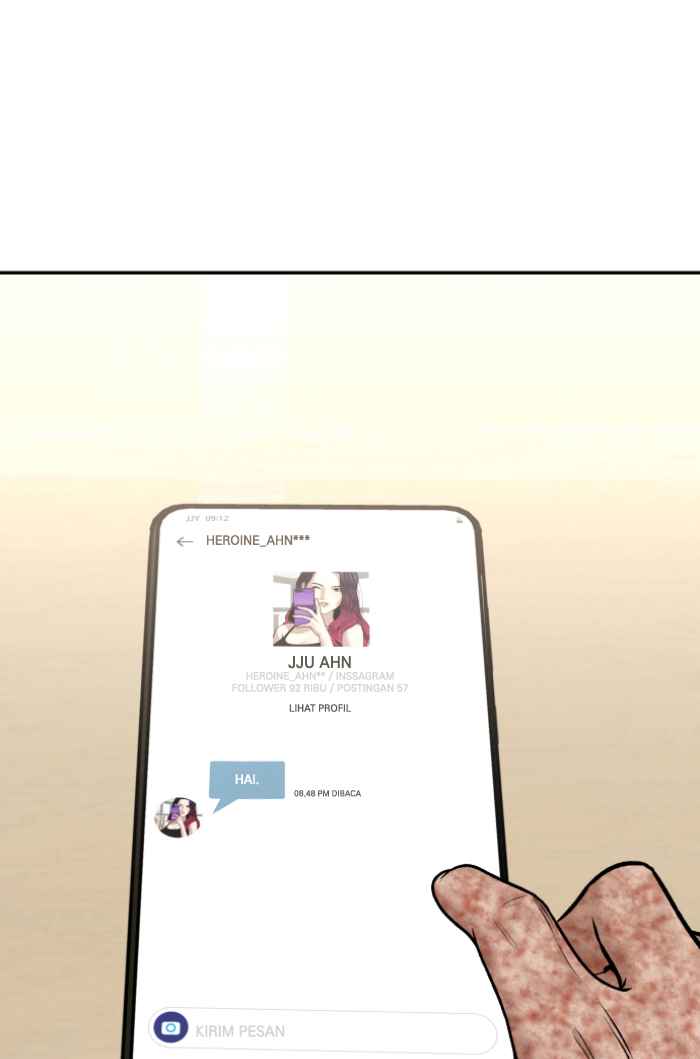 JJY 09:12
HEROINE_AHN***
JJU AHN
HEROINE_AHN** / INSSAGRAM
FOLLOWER 92 RIBU / POSTINGAN 57
LIHAT PROFIL
HAI.
08.48 PM DIBACA
KIRIM PESAN